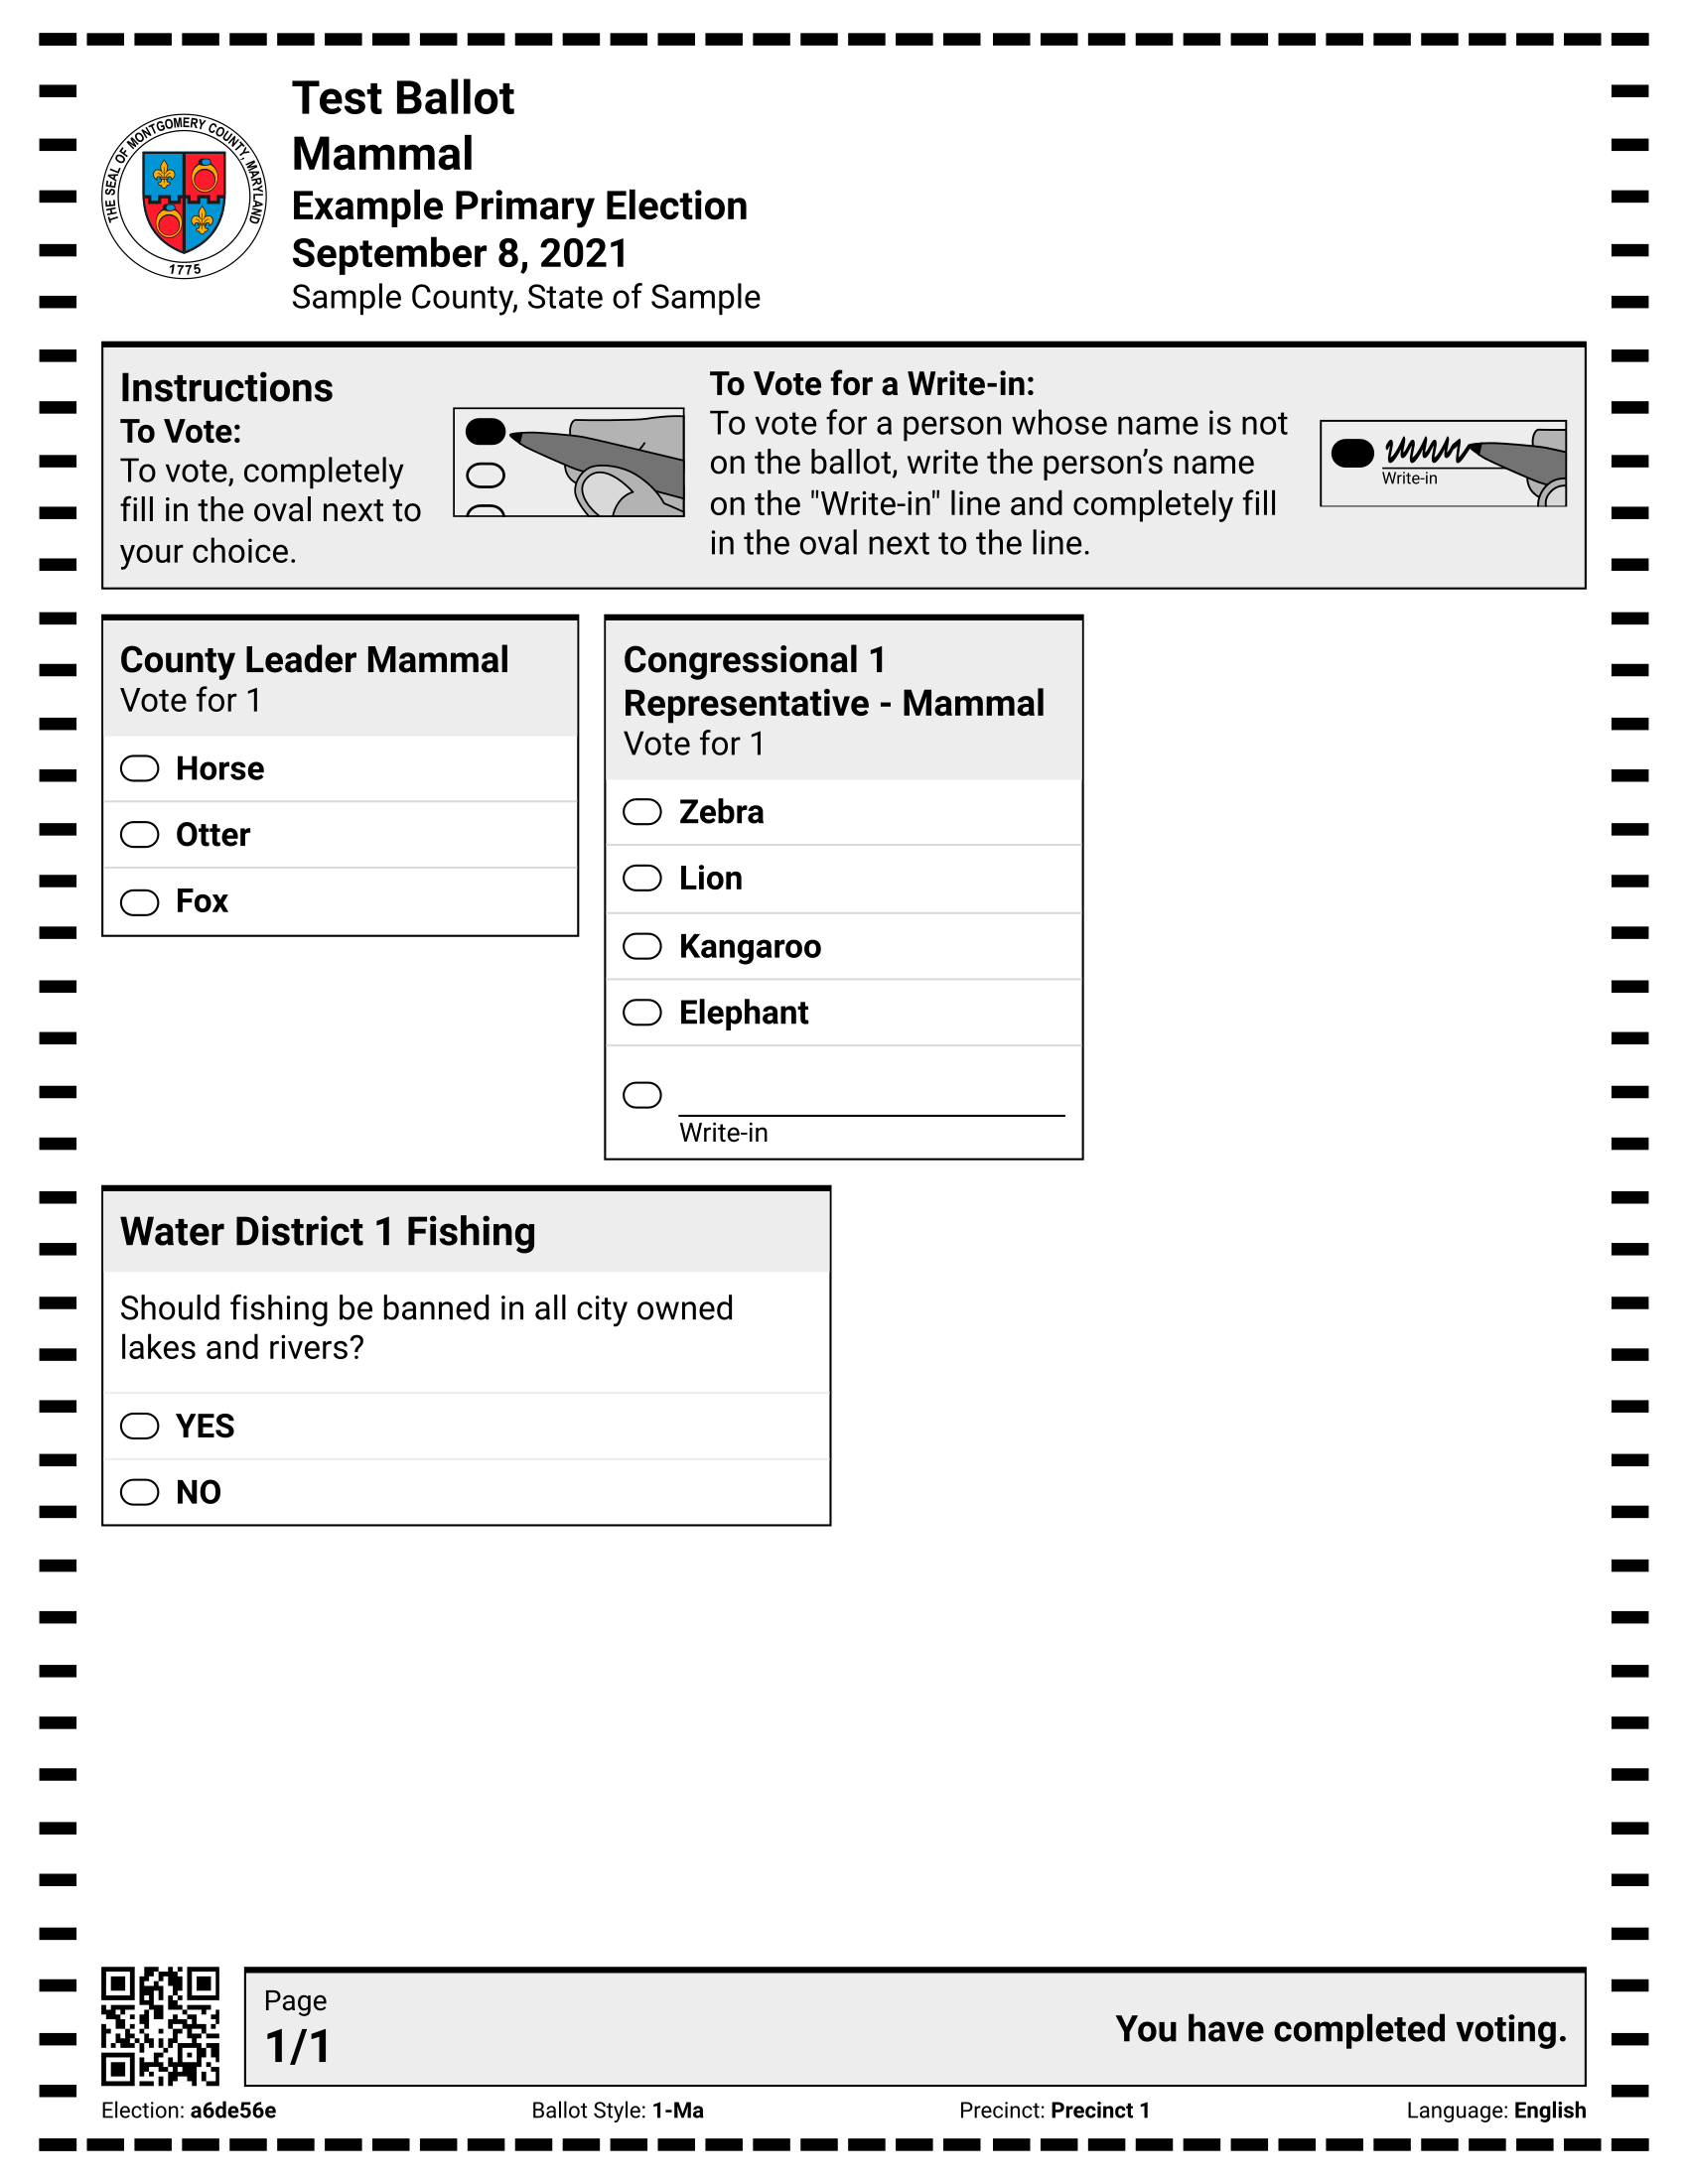 THE SEAL OF MONTGOMERY COUNTY, MARYLAND
1775
Test Ballot
Mammal
Example Primary Election
September 8, 2021
Sample County, State of Sample
Instructions
To Vote:
To vote, completely
fill in the oval next to
your choice.
To Vote for a Write-in:
To vote for a person whose name is not
on the ballot, write the person’s name
on the "Write-in" line and completely fill
in the oval next to the line.
Write-in
County Leader Mammal
Vote for 1
Horse
Otter
Fox
Congressional 1
Representative - Mammal
Vote for 1
Zebra
Lion
Kangaroo
Elephant
Write-in
Water District 1 Fishing
Should fishing be banned in all city owned
lakes and rivers?
YES
NO
Page
1/1
You have completed voting.
Election: a6de56e Ballot Style: 1-Ma Precinct: Precinct 1 Language: English